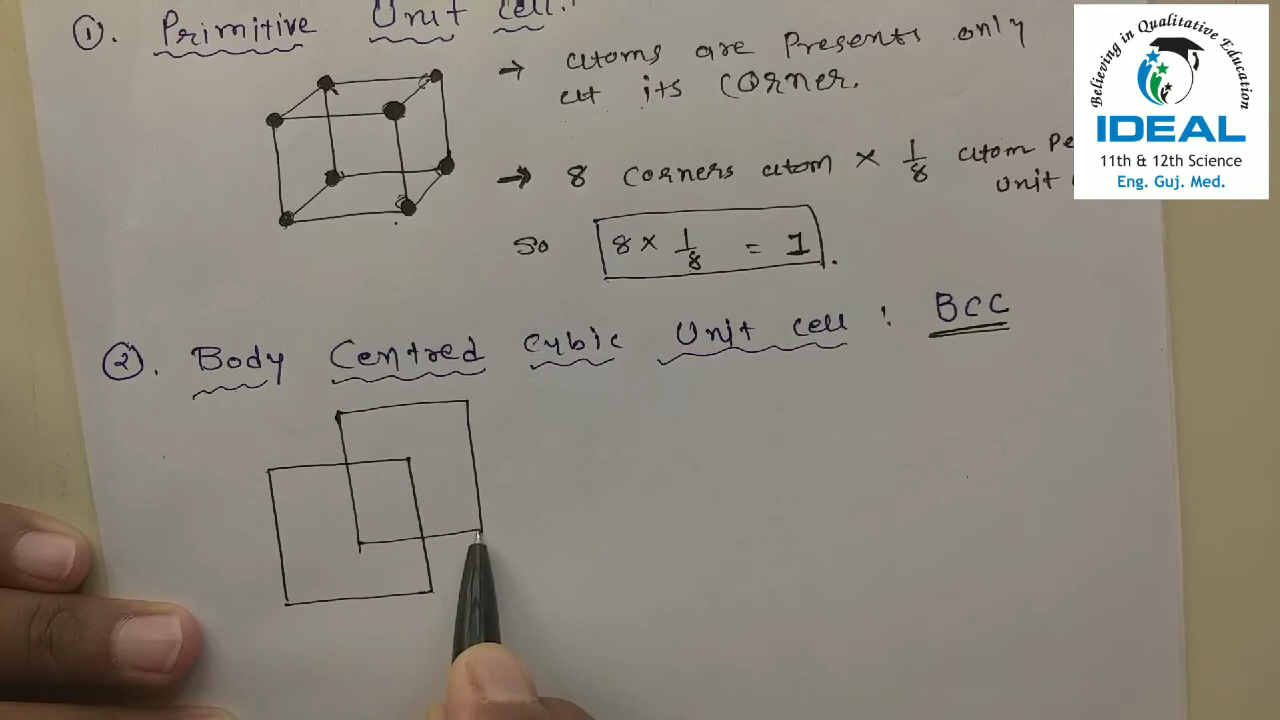 ①. Primitive Unit cell:
→ atoms are Presents only
at its CORNER.
→ 8 corners atom × 1/8 atom Pe
Unit
So 8 × 1/8 = 1.
②. Body Centred Cybic Unit cell : BCC
Believing in Qualitative Education
IDEAL
11th & 12th Science
Eng. Guj. Med.